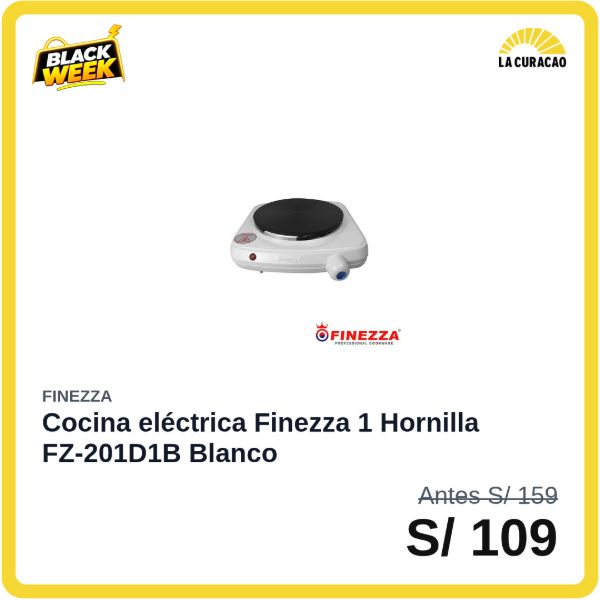 BLACK
WEEK
LA CURACAO
FINEZZA®
PROFESSIONAL COOKWARE
FINEZZA
Cocina eléctrica Finezza 1 Hornilla
FZ-201D1B Blanco
Antes S/ 159
S/ 109